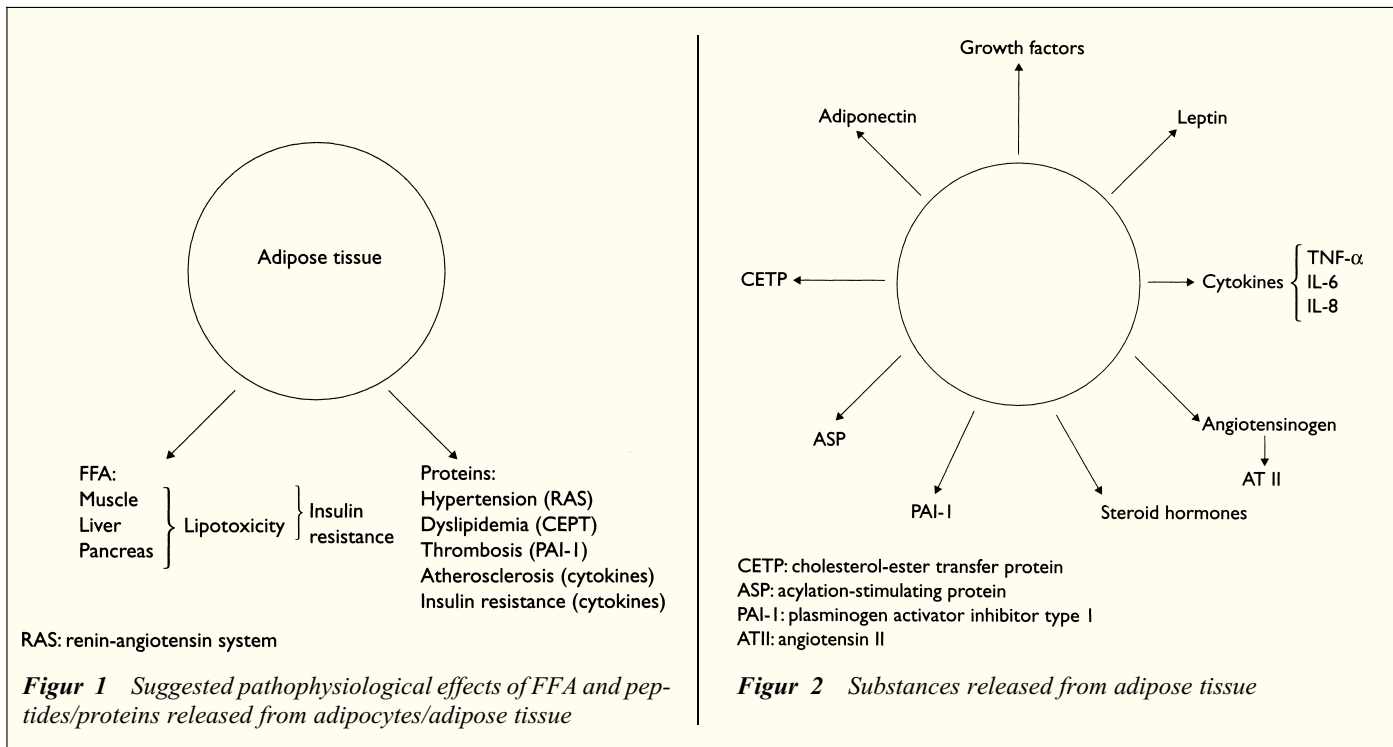 Adipose tissue
FFA:
Muscle
Liver
Pancreas
Lipotoxicity
Insulin
resistance
Proteins:
Hypertension (RAS)
Dyslipidemia (CEPT)
Thrombosis (PAI-1)
Atherosclerosis (cytokines)
Insulin resistance (cytokines)
RAS: renin-angiotensin system
Figur 1 Suggested pathophysiological effects of FFA and pep-
tides/proteins released from adipocytes/adipose tissue
Growth factors
Adiponectin
Leptin
CETP
Cytokines
TNF-α
IL-6
IL-8
ASP
Angiotensinogen
AT II
PAI-1
Steroid hormones
CETP: cholesterol-ester transfer protein
ASP: acylation-stimulating protein
PAI-1: plasminogen activator inhibitor type 1
ATII: angiotensin II
Figur 2 Substances released from adipose tissue